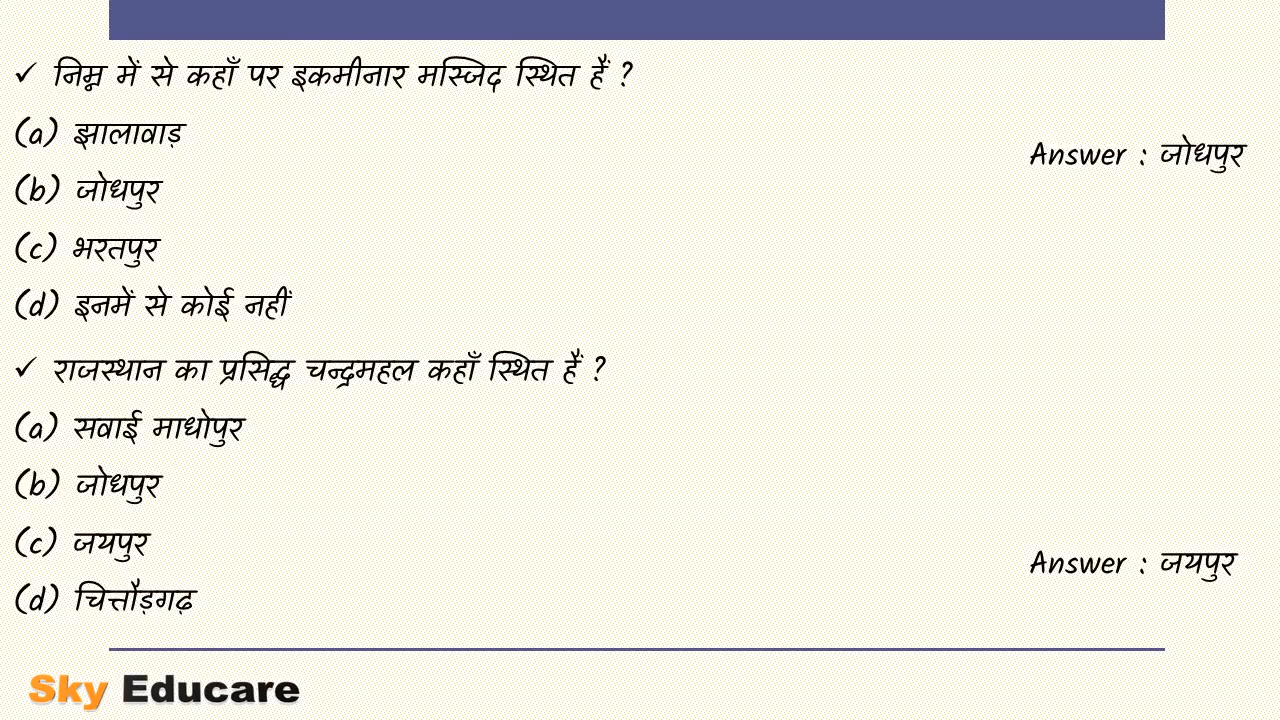 ✓ निम्न में से कहाँ पर इकमीनार मस्जिद स्थित हैं ?
(a) झालावाड़
Answer : जोधपुर
(b) जोधपुर
(c) भरतपुर
(d) इनमें से कोई नहीं
✓ राजस्थान का प्रसिद्ध चन्द्रमहल कहाँ स्थित हैं ?
(a) सवाई माधोपुर
(b) जोधपुर
(c) जयपुर
Answer : जयपुर
(d) चित्तौड़गढ़
Sky Educare